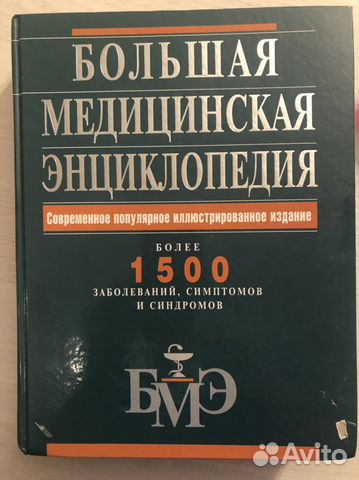 БОЛЬШАЯ
МЕДИЦИНСКАЯ
ЭНЦИКЛОПЕДИЯ
Современное популярное иллюстрированное издание
БОЛЕЕ
1500
ЗАБОЛЕВАНИЙ, СИМПТОМОВ
И СИНДРОМОВ
БМЭ
Avito